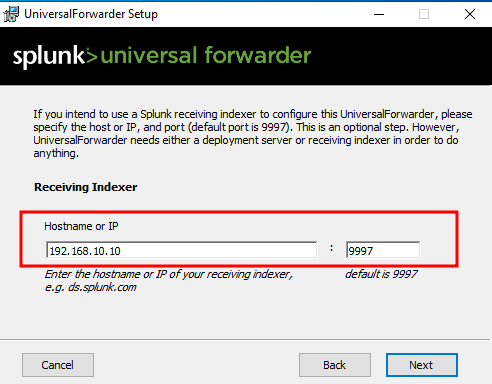 UniversalForwarder Setup
splunk>universal forwarder
If you intend to use a Splunk receiving indexer to configure this UniversalForwarder, please
specify the host or IP, and port (default port is 9997). This is an optional step. However,
UniversalForwarder needs either a deployment server or receiving indexer in order to do
anything.
Receiving Indexer
Hostname or IP
192.168.10.10 : 9997
Enter the hostname or IP of your receiving indexer, default is 9997
e.g. ds.splunk.com
Cancel Back Next